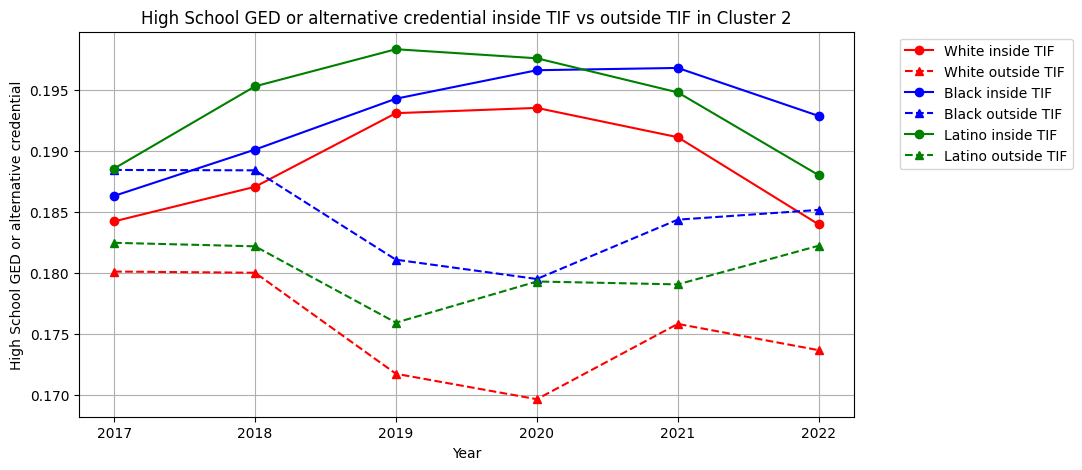 High School GED or alternative credential inside TIF vs outside TIF in Cluster 2
High School GED or alternative credential
0.195
0.190
0.185
0.180
0.175
0.170
2017
2018
2019
2020
2021
2022
Year
White inside TIF
White outside TIF
Black inside TIF
Black outside TIF
Latino inside TIF
Latino outside TIF